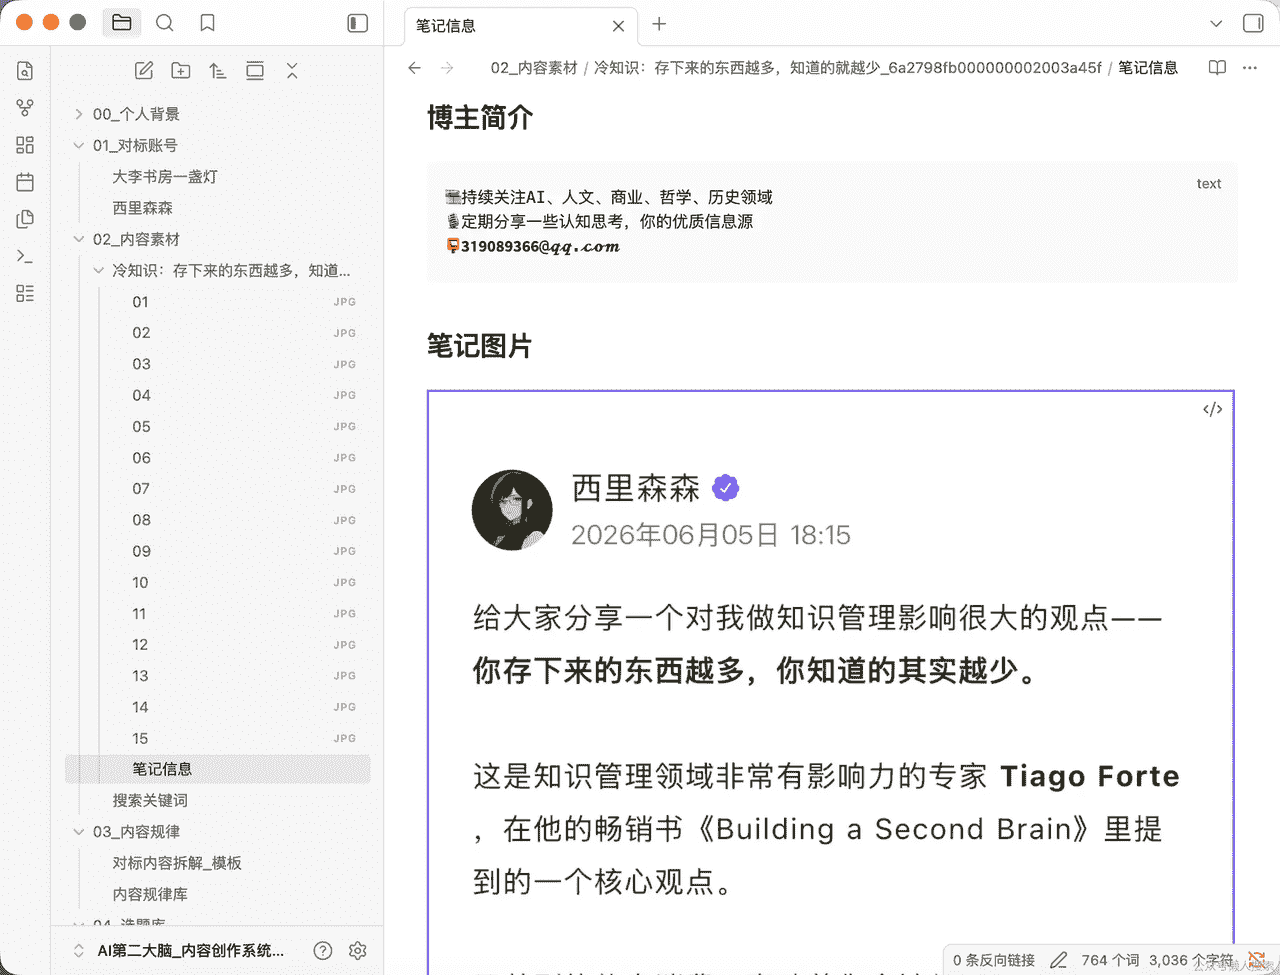 笔记信息
02_内容素材 / 冷知识：存下来的东西越多，知道的就越少_6a2798fb000000002003a45f / 笔记信息
00_个人背景
01_对标账号
大李书房一盏灯
西里森森
02_内容素材
冷知识：存下来的东西越多，知道...
01 JPG
02 JPG
03 JPG
04 JPG
05 JPG
06 JPG
07 JPG
08 JPG
09 JPG
10 JPG
11 JPG
12 JPG
13 JPG
14 JPG
15 JPG
笔记信息
搜索关键词
03_内容规律
对标内容拆解_模板
内容规律库
04_选题库
AI第二大脑_内容创作系统...
博主简介
text
持续关注AI、人文、商业、哲学、历史领域
定期分享一些认知思考，你的优质信息源
319089366@𝓺𝓺.𝓬𝓸𝓶
笔记图片
</>
西里森森
2026年06月05日 18:15
给大家分享一个对我做知识管理影响很大的观点——
你存下来的东西越多，你知道的其实越少。
这是知识管理领域非常有影响力的专家 Tiago Forte
，在他的畅销书《Building a Second Brain》里提
到的一个核心观点。
0 条反向链接 764 个词 3,036 个字符